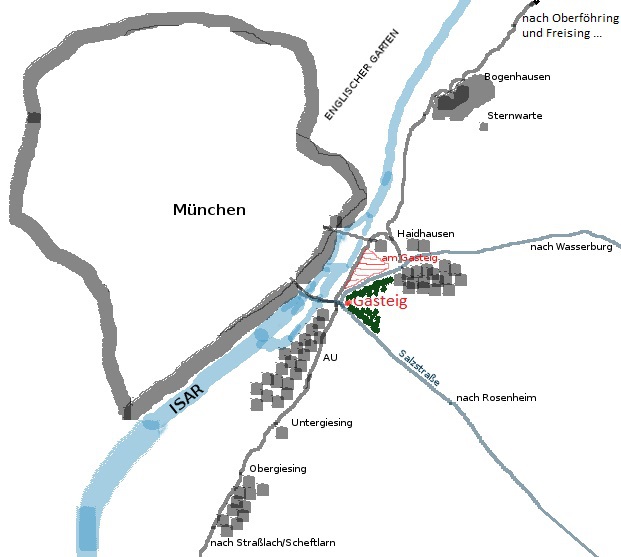 nach Oberföhring
und Freising ...
ENGLISCHER GARTEN
Bogenhausen
Sternwarte
München
Haidhausen
nach Wasserburg
am Gasteig
Gasteig
AU
Salzstraße
ISAR
nach Rosenheim
Untergiesing
Obergiesing
nach Straßlach/Scheftlarn